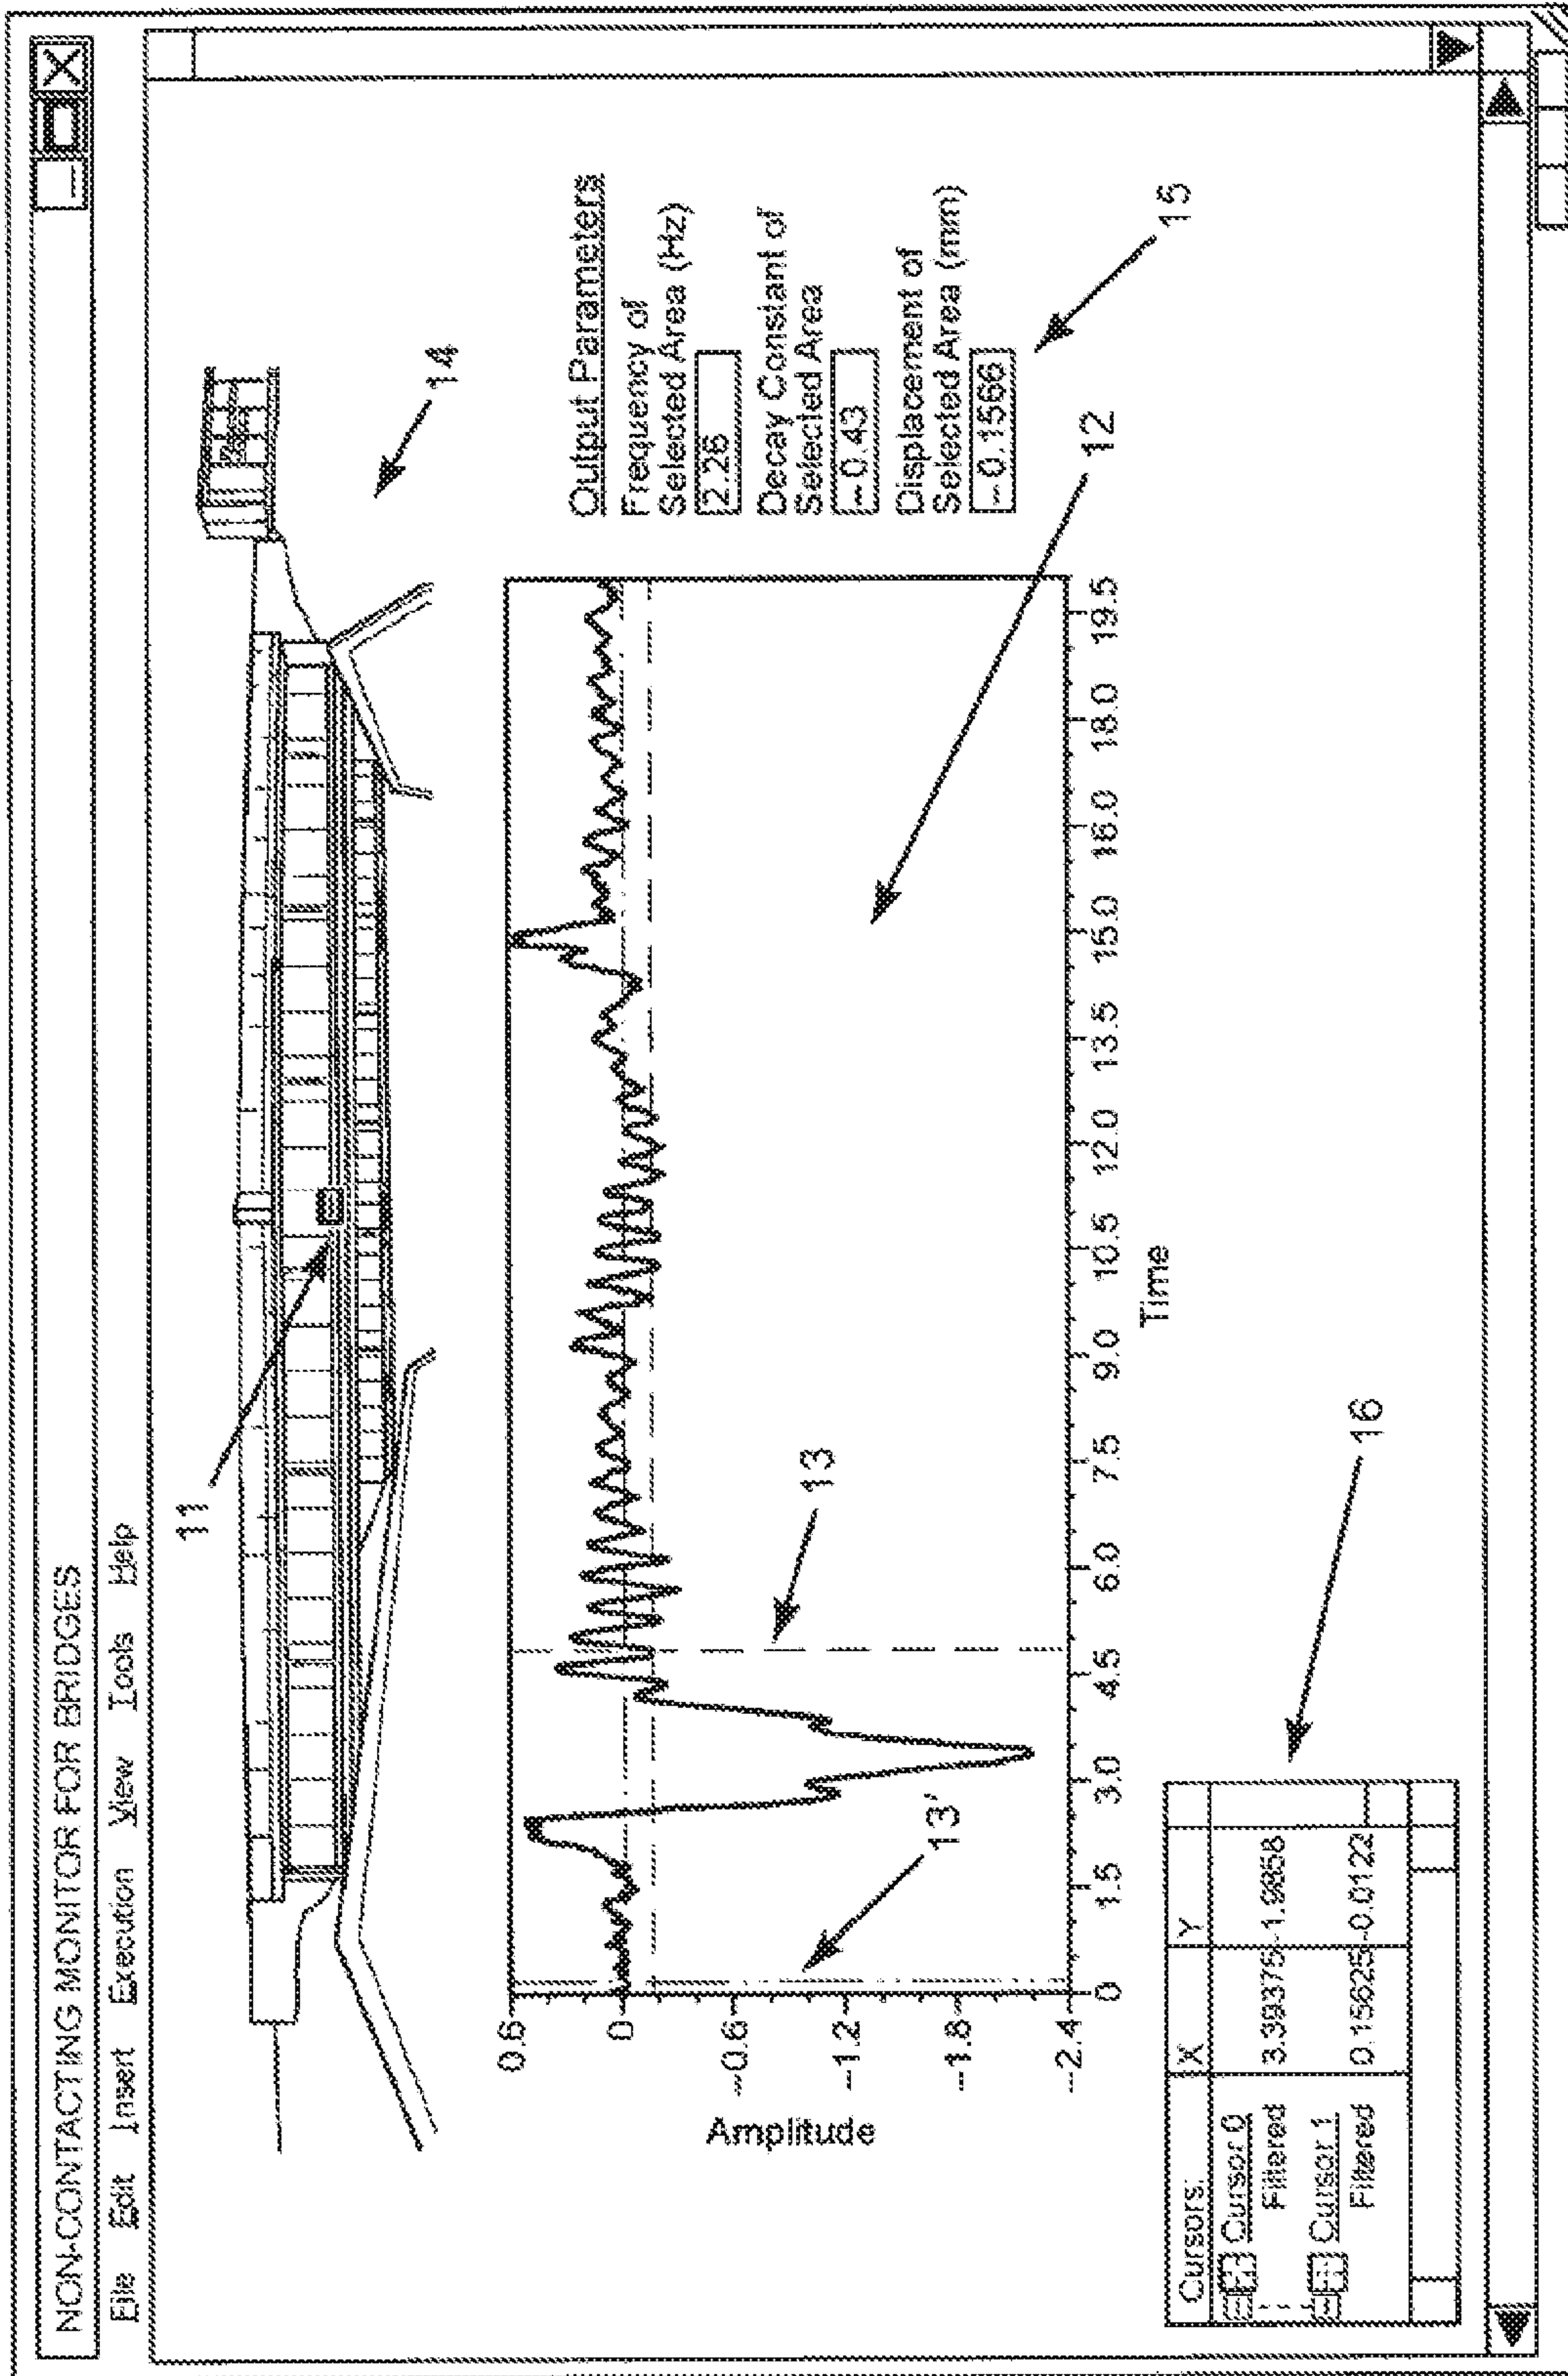 NON-CONTACTING MONITOR FOR BRIDGES
File Edit Insert Execution View Tools Help
11
14
Output Parameters
Frequency of
Selected Area (Hz)
2.26
Decay Constant of
Selected Area
-0.43
Displacement of
Selected Area (mm)
-0.1566
15
12
13
13'
0.6
0
-0.6
-1.2
-1.8
-2.4
Amplitude
0 1.5 3.0 4.5 6.0 7.5 9.0 10.5 12.0 13.5 15.0 16.0 18.0 19.5
Time
16
Cursors: X Y
Cursor 0
Filtered 3.39375 -1.9858
Cursor 1
Filtered 0.15625 -0.0122